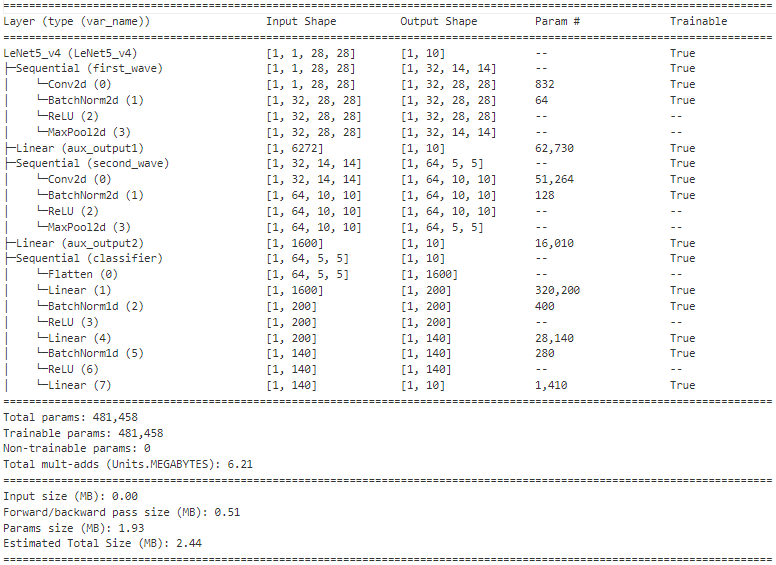 ==========================================================================================
Layer (type (var_name)) Input Shape Output Shape Param # Trainable
==========================================================================================
LeNet5_v4 (LeNet5_v4) [1, 1, 28, 28] [1, 10] -- True
├─Sequential (first_wave) [1, 1, 28, 28] [1, 32, 14, 14] -- True
│ └─Conv2d (0) [1, 1, 28, 28] [1, 32, 28, 28] 832 True
│ └─BatchNorm2d (1) [1, 32, 28, 28] [1, 32, 28, 28] 64 True
│ └─ReLU (2) [1, 32, 28, 28] [1, 32, 28, 28] -- --
│ └─MaxPool2d (3) [1, 32, 28, 28] [1, 32, 14, 14] -- --
├─Linear (aux_output1) [1, 6272] [1, 10] 62,730 True
├─Sequential (second_wave) [1, 32, 14, 14] [1, 64, 5, 5] -- True
│ └─Conv2d (0) [1, 32, 14, 14] [1, 64, 10, 10] 51,264 True
│ └─BatchNorm2d (1) [1, 64, 10, 10] [1, 64, 10, 10] 128 True
│ └─ReLU (2) [1, 64, 10, 10] [1, 64, 10, 10] -- --
│ └─MaxPool2d (3) [1, 64, 10, 10] [1, 64, 5, 5] -- --
├─Linear (aux_output2) [1, 1600] [1, 10] 16,010 True
├─Sequential (classifier) [1, 64, 5, 5] [1, 10] -- True
│ └─Flatten (0) [1, 64, 5, 5] [1, 1600] -- --
│ └─Linear (1) [1, 1600] [1, 200] 320,200 True
│ └─BatchNorm1d (2) [1, 200] [1, 200] 400 True
│ └─ReLU (3) [1, 200] [1, 200] -- --
│ └─Linear (4) [1, 200] [1, 140] 28,140 True
│ └─BatchNorm1d (5) [1, 140] [1, 140] 280 True
│ └─ReLU (6) [1, 140] [1, 140] -- --
│ └─Linear (7) [1, 140] [1, 10] 1,410 True
==========================================================================================
Total params: 481,458
Trainable params: 481,458
Non-trainable params: 0
Total mult-adds (Units.MEGABYTES): 6.21
==========================================================================================
Input size (MB): 0.00
Forward/backward pass size (MB): 0.51
Params size (MB): 1.93
Estimated Total Size (MB): 2.44
==========================================================================================